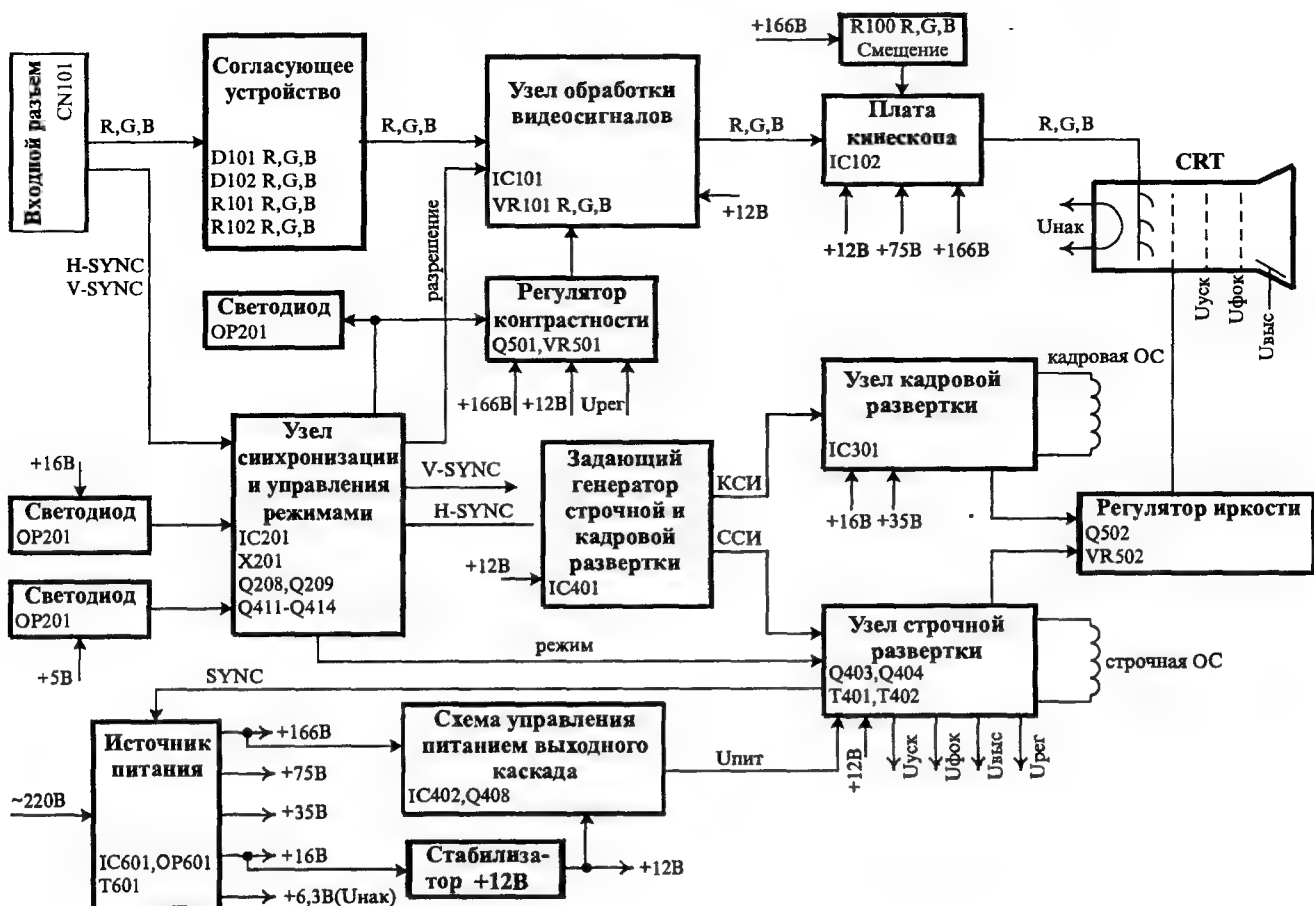 Входной разъем
CN101
R,G,B
H-SYNC
V-SYNC
Согласующее
устройство
D101 R,G,B
D102 R,G,B
R101 R,G,B
R102 R,G,B
R,G,B
разрешение
Узел обработки
видеосигналов
IC101
VR101 R,G,B
R,G,B
+12В
+166В
R100 R,G,B
Смещение
Плата
кинескопа
IC102
+12В
+75В
+166В
R,G,B
CRT
Uнак
Uуск
Uфок
Uвыс
Светодиод
OP201
Регулятор
контрастности
Q501,VR501
+166В
+12В
Uрег
Узел
сиихронизации
и управления
режимами
IC201
X201
Q208,Q209
Q411-Q414
+16В
Светодиод
OP201
Светодиод
OP201
+5В
V-SYNC
H-SYNC
+12В
Задающий
генератор
строчной и
кадровой
развертки
IC401
КСИ
ССИ
Узел кадровой
развертки
IC301
+16В
+35В
кадровая ОС
Регулятор иркости
Q502
VR502
режим
SYNC
Узел строчной
развертки
Q403,Q404
T401,T402
строчная ОС
+12В
Uуск
Uфок
Uвыс
Uрег
~220В
Источник
питания
IC601,OP601
T601
+166В
+75В
+35В
+16В
+6,3В(Uнак)
Схема управления
питанием выходного
каскада
IC402,Q408
Uпит
Стабилиза-
тор +12В
+12В